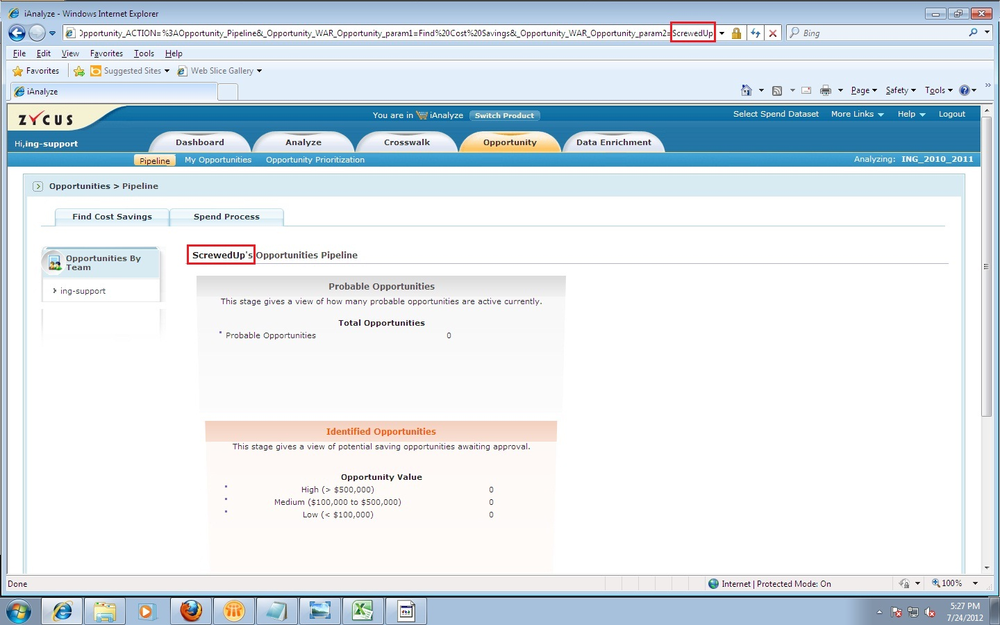 iAnalyze - Windows Internet Explorer
Opportunity_ACTION=%3AOpportunity_Pipeline&_Opportunity_WAR_Opportunity_param1=Find%20Cost%20Savings&_Opportunity_WAR_Opportunity_param2=ScrewedUp
Bing
File Edit View Favorites Tools Help
Favorites Suggested Sites Web Slice Gallery
iAnalyze
Page Safety Tools
ZYCUS
You are in iAnalyze Switch Product
Select Spend Dataset More Links Help Logout
Hi,ing-support
Dashboard Analyze Crosswalk Opportunity Data Enrichment
Pipeline My Opportunities Opportunity Prioritization
Analyzing: ING_2010_2011
Opportunities > Pipeline
Find Cost Savings Spend Process
Opportunities By
Team
ing-support
ScrewedUp's Opportunities Pipeline
Probable Opportunities
This stage gives a view of how many probable opportunities are active currently.
Total Opportunities
Probable Opportunities 0
Identified Opportunities
This stage gives a view of potential saving opportunities awaiting approval.
Opportunity Value
High (> $500,000) 0
Medium ($100,000 to $500,000) 0
Low (< $100,000) 0
Done
Internet | Protected Mode: On
100%
5:27 PM
7/24/2012